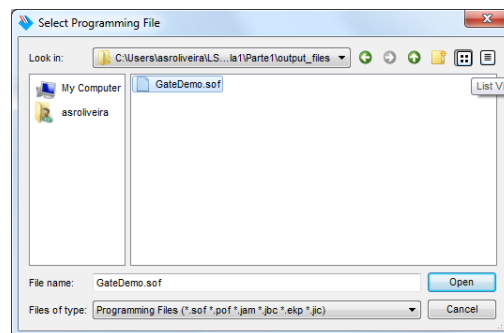 Select Programming File
Look in: C:\Users\asroliveira\LS...la1\Parte1\output_files
List Vi
My Computer
asroliveira
GateDemo.sof
File name: GateDemo.sof Open
Files of type: Programming Files (*.sof *.pof *.jam *.jbc *.ekp *.jic) Cancel